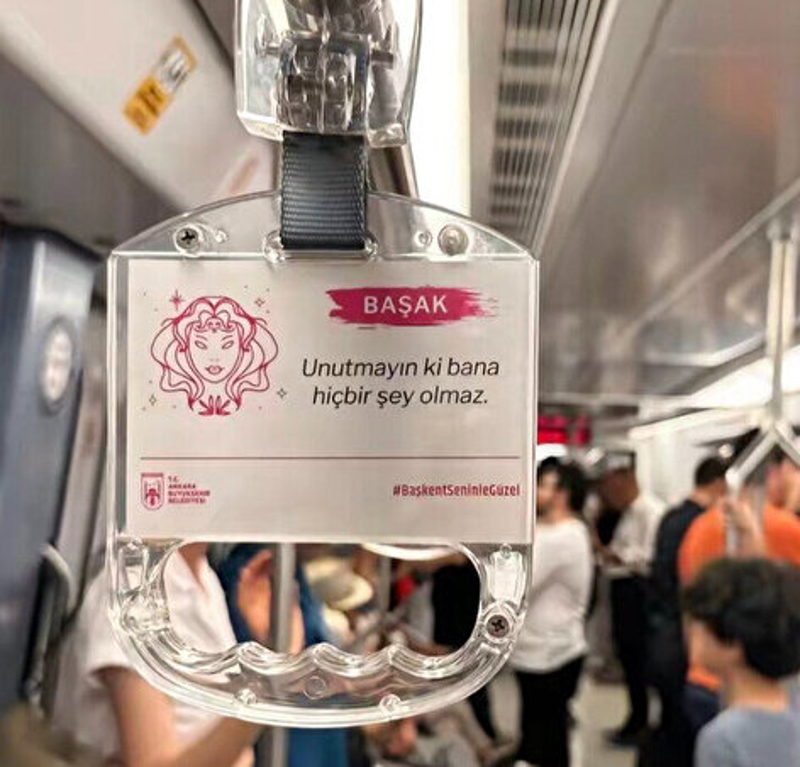 BAŞAK
Unutmayın ki bana
hiçbir şey olmaz.
T.C.
ANKARA
BÜYÜKŞEHİR
BELEDİYESİ
#BaşkentSeninleGüzel